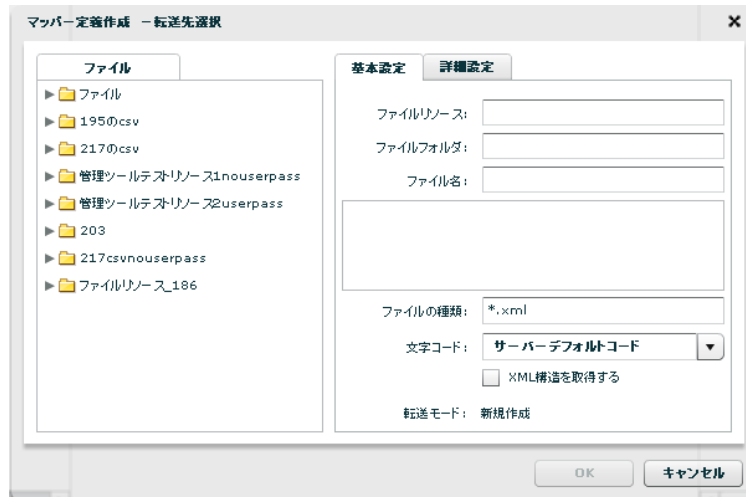 マッパー定義作成 －転送先選択
ファイル
ファイル
195のcsv
217のcsv
管理ツールテストリソース1nouserpass
管理ツールテストリソース2userpass
203
217csvnouserpass
ファイルリソース_186
基本設定 詳細設定
ファイルリソース:
ファイルフォルダ:
ファイル名:
ファイルの種類: *.xml
文字コード: サーバーデフォルトコード
XML構造を取得する
転送モード: 新規作成
OK キャンセル